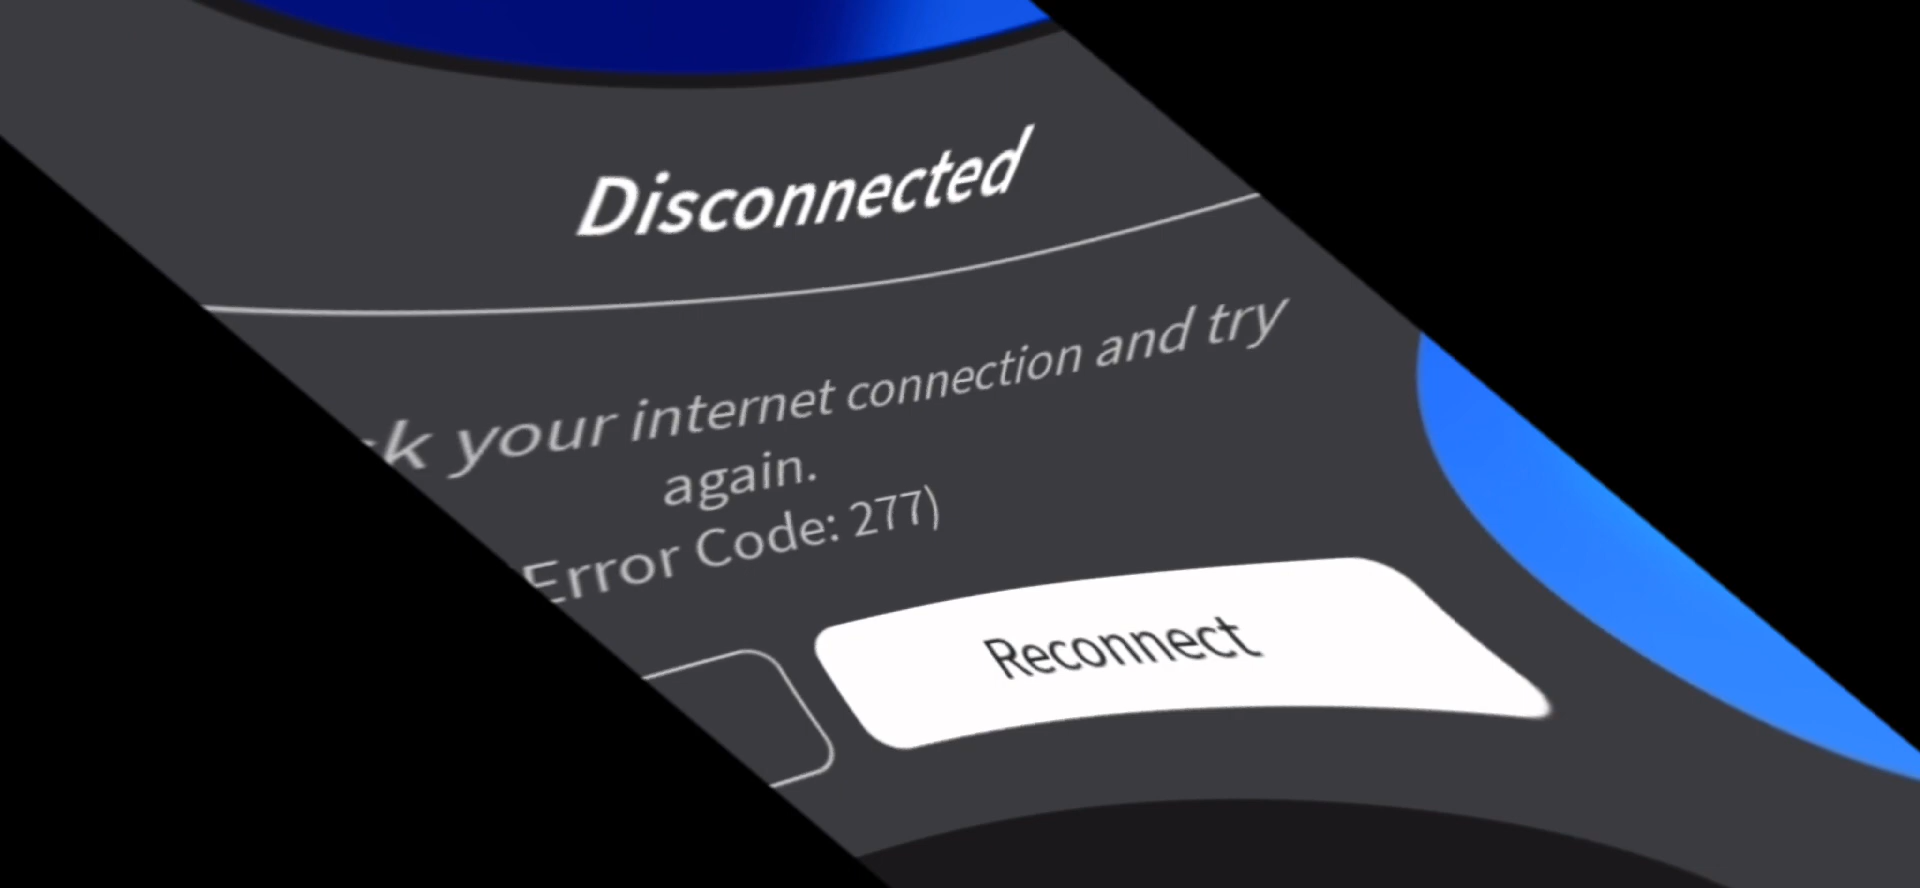 Disconnected
k your internet connection and try
again.
Error Code: 277)
Reconnect